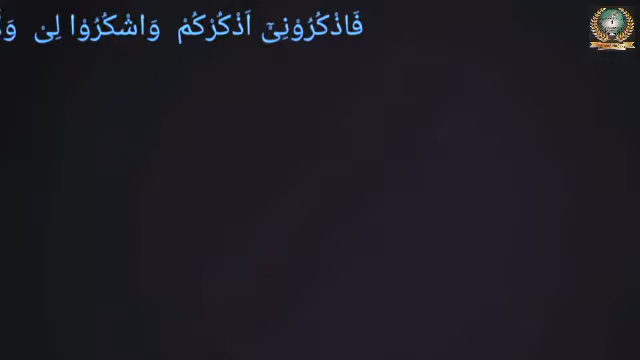 فَاذْكُرُوْنِیْۤ اَذْكُرْكُمْ وَاشْكُرُوْا لِیْ